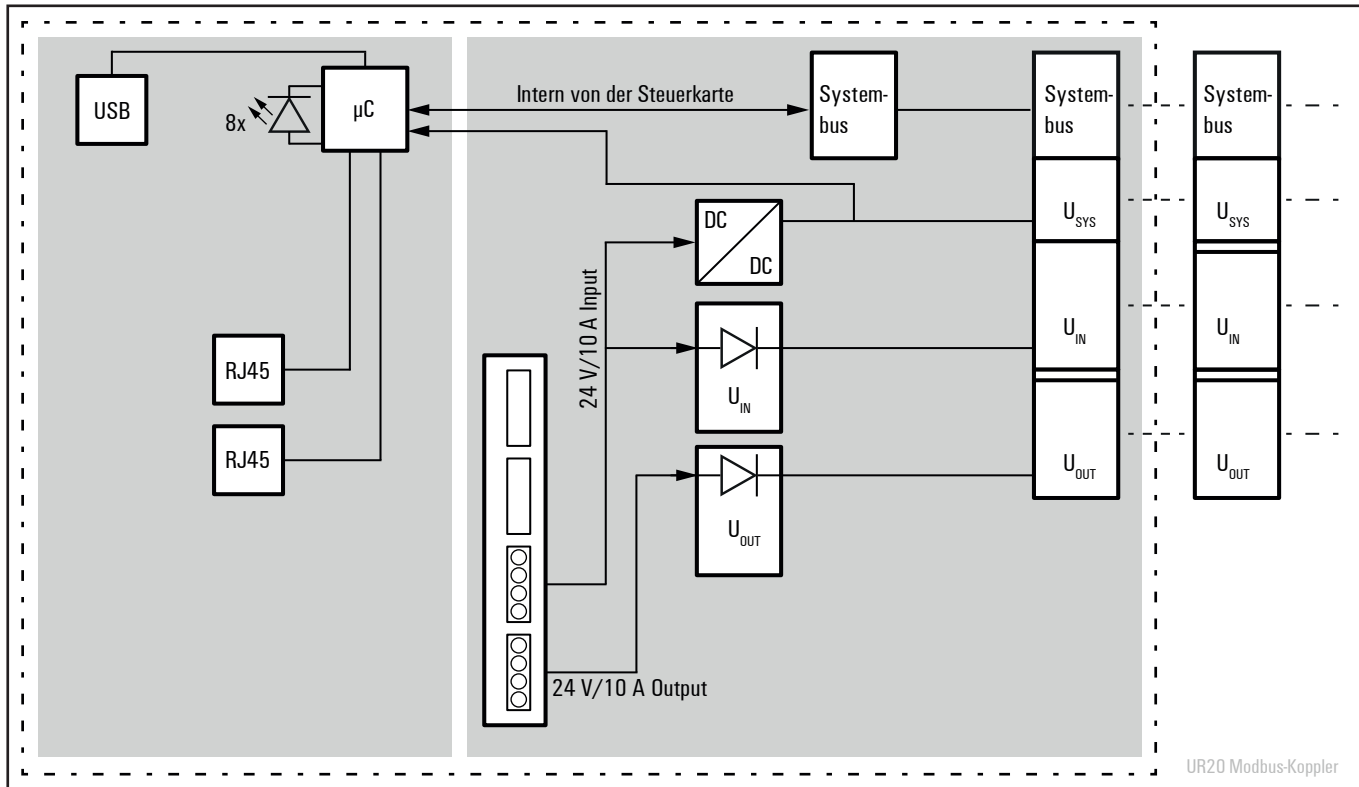 USB
8x
µC
Intern von der Steuerkarte
System-
bus
System-
bus
System-
bus
DC
DC
U_SYS
U_SYS
24 V/10 A Input
U_IN
U_IN
U_IN
RJ45
RJ45
U_OUT
U_OUT
U_OUT
24 V/10 A Output
UR20 Modbus-Koppler